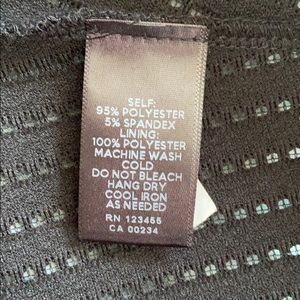 SELF:
95% POLYESTER
5% SPANDEX
LINING:
100% POLYESTER
MACHINE WASH
COLD
DO NOT BLEACH
HANG DRY
COOL IRON
AS NEEDED
RN 123466
CA 00234